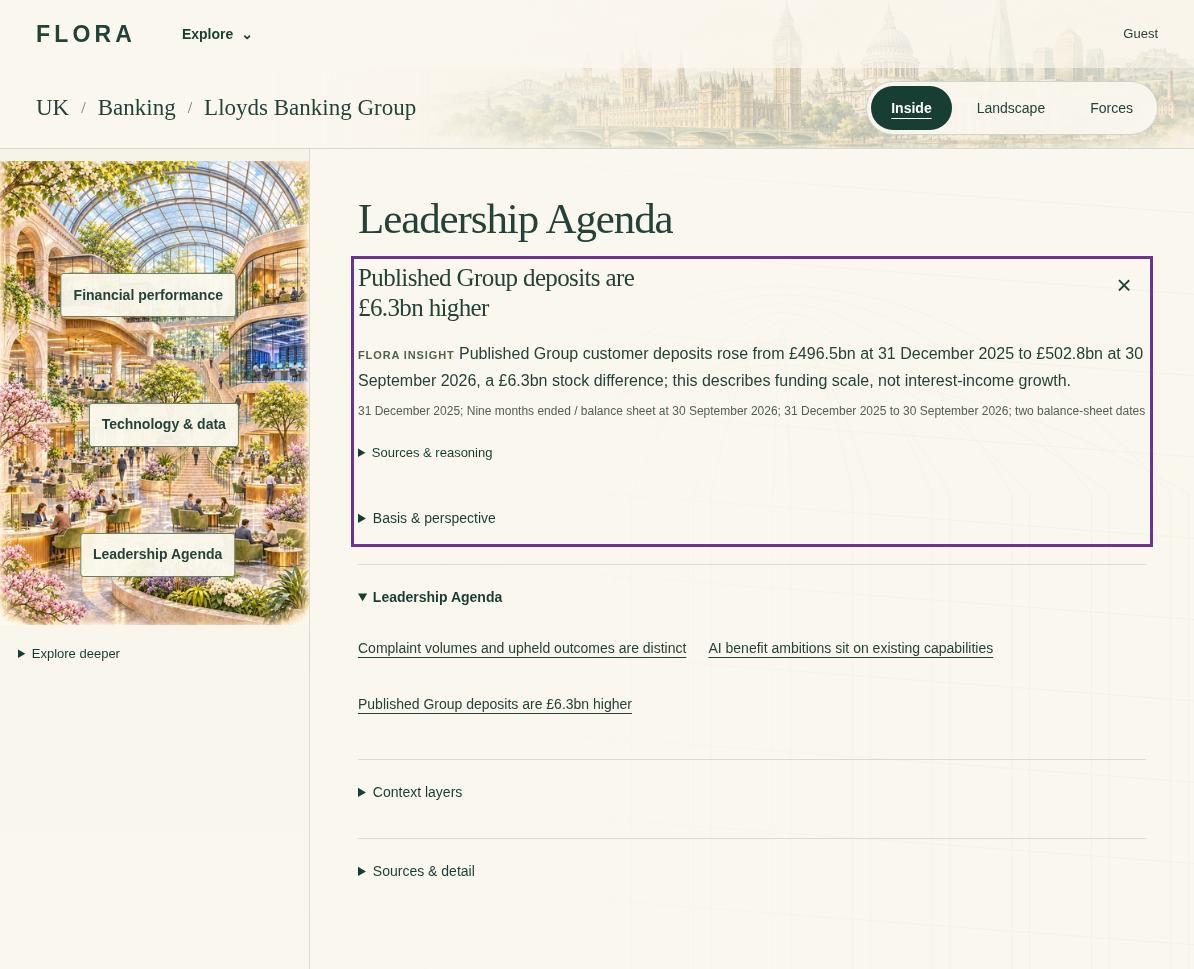 FLORA
Explore
Guest
UK / Banking / Lloyds Banking Group
Inside
Landscape
Forces
Financial performance
Technology & data
Leadership Agenda
Explore deeper
Leadership Agenda
Published Group deposits are
£6.3bn higher
×
FLORA INSIGHT Published Group customer deposits rose from £496.5bn at 31 December 2025 to £502.8bn at 30
September 2026, a £6.3bn stock difference; this describes funding scale, not interest-income growth.
31 December 2025; Nine months ended / balance sheet at 30 September 2026; 31 December 2025 to 30 September 2026; two balance-sheet dates
Sources & reasoning
Basis & perspective
Leadership Agenda
Complaint volumes and upheld outcomes are distinct
AI benefit ambitions sit on existing capabilities
Published Group deposits are £6.3bn higher
Context layers
Sources & detail